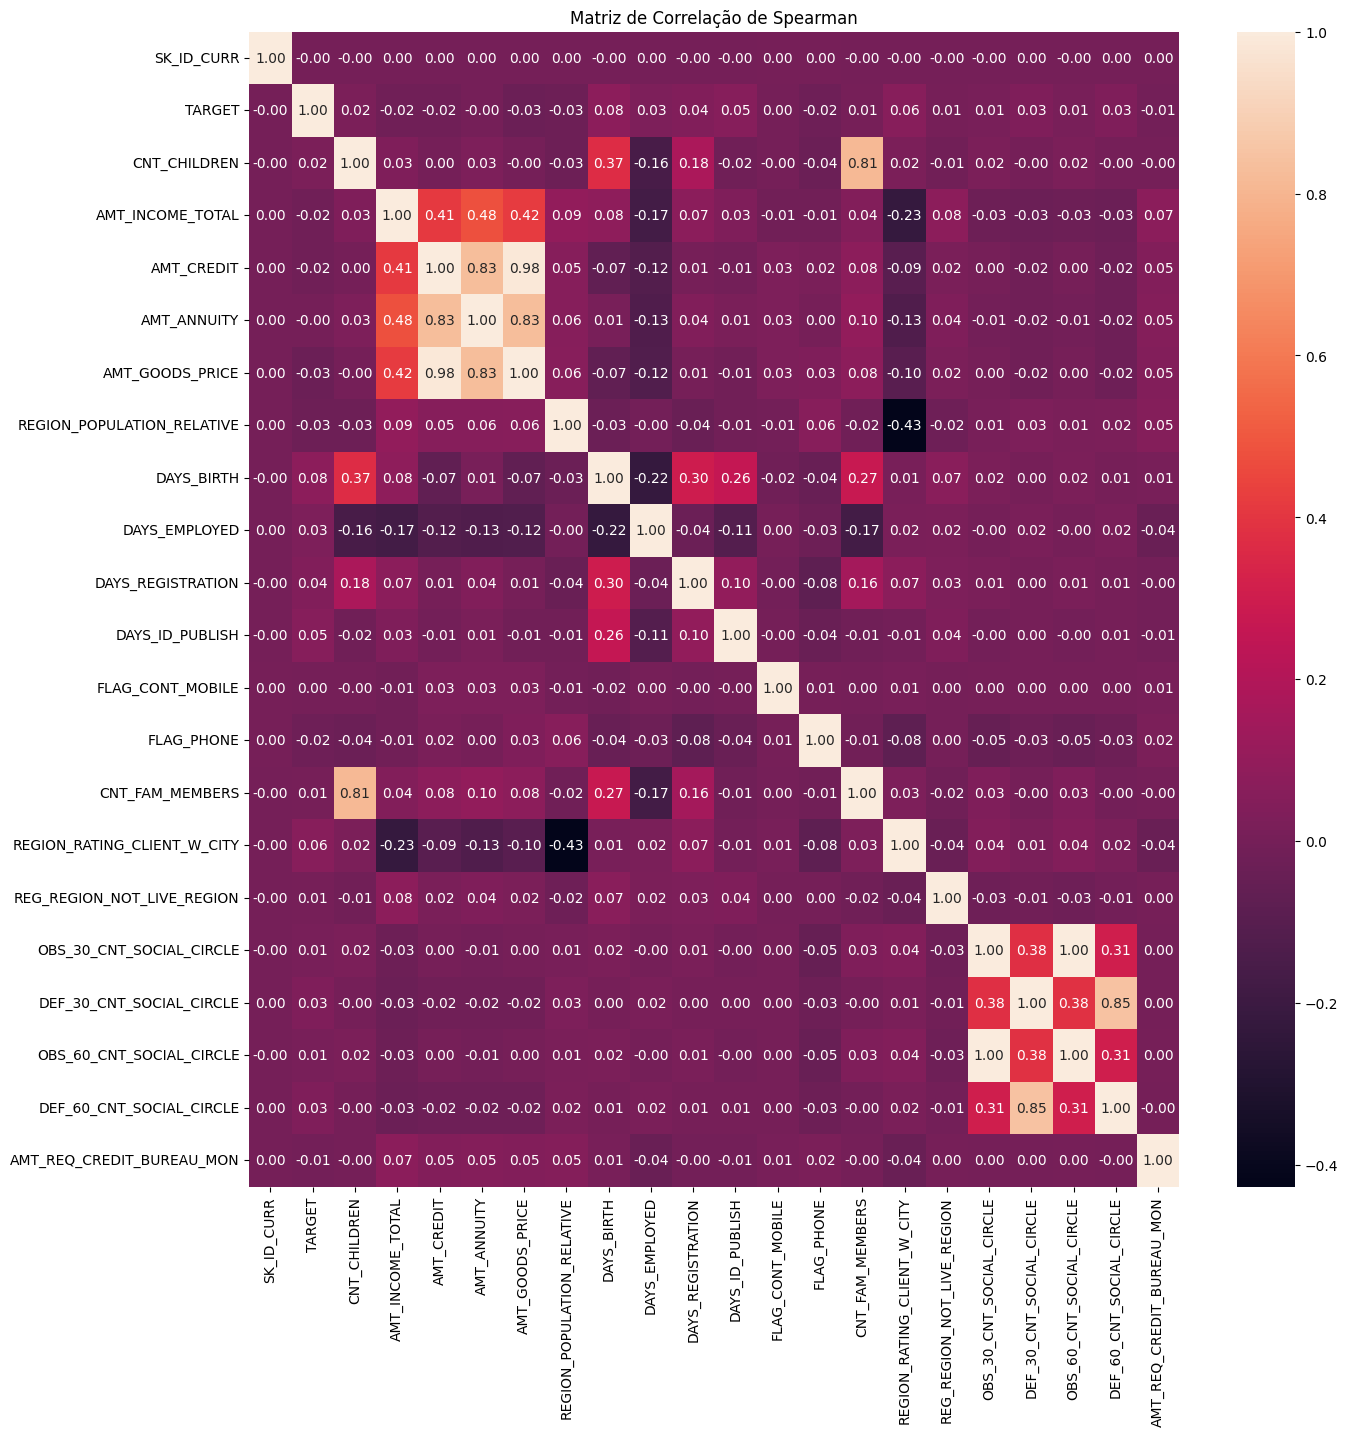 Matriz de Correlação de Spearman
SK_ID_CURR 1.00 -0.00 -0.00 0.00 0.00 0.00 0.00 0.00 -0.00 0.00 -0.00 -0.00 0.00 0.00 -0.00 -0.00 -0.00 -0.00 0.00 -0.00 0.00 0.00
TARGET -0.00 1.00 0.02 -0.02 -0.02 -0.00 -0.03 -0.03 0.08 0.03 0.04 0.05 0.00 -0.02 0.01 0.06 0.01 0.01 0.03 0.01 0.03 -0.01
CNT_CHILDREN -0.00 0.02 1.00 0.03 0.00 0.03 -0.00 -0.03 0.37 -0.16 0.18 -0.02 -0.00 -0.04 0.81 0.02 -0.01 0.02 -0.00 0.02 -0.00 -0.00
AMT_INCOME_TOTAL 0.00 -0.02 0.03 1.00 0.41 0.48 0.42 0.09 0.08 -0.17 0.07 0.03 -0.01 -0.01 0.04 -0.23 0.08 -0.03 -0.03 -0.03 -0.03 0.07
AMT_CREDIT 0.00 -0.02 0.00 0.41 1.00 0.83 0.98 0.05 -0.07 -0.12 0.01 -0.01 0.03 0.02 0.08 -0.09 0.02 0.00 -0.02 0.00 -0.02 0.05
AMT_ANNUITY 0.00 -0.00 0.03 0.48 0.83 1.00 0.83 0.06 0.01 -0.13 0.04 0.01 0.03 0.00 0.10 -0.13 0.04 -0.01 -0.02 -0.01 -0.02 0.05
AMT_GOODS_PRICE 0.00 -0.03 -0.00 0.42 0.98 0.83 1.00 0.06 -0.07 -0.12 0.01 -0.01 0.03 0.03 0.08 -0.10 0.02 0.00 -0.02 0.00 -0.02 0.05
REGION_POPULATION_RELATIVE 0.00 -0.03 -0.03 0.09 0.05 0.06 0.06 1.00 -0.03 -0.00 -0.04 -0.01 -0.01 0.06 -0.02 -0.43 -0.02 0.01 0.03 0.01 0.02 0.05
DAYS_BIRTH -0.00 0.08 0.37 0.08 -0.07 0.01 -0.07 -0.03 1.00 -0.22 0.30 0.26 -0.02 -0.04 0.27 0.01 0.07 0.02 0.00 0.02 0.01 0.01
DAYS_EMPLOYED 0.00 0.03 -0.16 -0.17 -0.12 -0.13 -0.12 -0.00 -0.22 1.00 -0.04 -0.11 0.00 -0.03 -0.17 0.02 0.02 -0.00 0.02 -0.00 0.02 -0.04
DAYS_REGISTRATION -0.00 0.04 0.18 0.07 0.01 0.04 0.01 -0.04 0.30 -0.04 1.00 0.10 -0.00 -0.08 0.16 0.07 0.03 0.01 0.00 0.01 0.01 -0.00
DAYS_ID_PUBLISH -0.00 0.05 -0.02 0.03 -0.01 0.01 -0.01 -0.01 0.26 -0.11 0.10 1.00 -0.00 -0.04 -0.01 -0.01 0.04 -0.00 0.00 -0.00 0.01 -0.01
FLAG_CONT_MOBILE 0.00 0.00 -0.00 -0.01 0.03 0.03 0.03 -0.01 -0.02 0.00 -0.00 -0.00 1.00 0.01 0.00 0.01 0.00 0.00 0.00 0.00 0.00 0.01
FLAG_PHONE 0.00 -0.02 -0.04 -0.01 0.02 0.00 0.03 0.06 -0.04 -0.03 -0.08 -0.04 0.01 1.00 -0.01 -0.08 0.00 -0.05 -0.03 -0.05 -0.03 0.02
CNT_FAM_MEMBERS -0.00 0.01 0.81 0.04 0.08 0.10 0.08 -0.02 0.27 -0.17 0.16 -0.01 0.00 -0.01 1.00 0.03 -0.02 0.03 -0.00 0.03 -0.00 -0.00
REGION_RATING_CLIENT_W_CITY -0.00 0.06 0.02 -0.23 -0.09 -0.13 -0.10 -0.43 0.01 0.02 0.07 -0.01 0.01 -0.08 0.03 1.00 -0.04 0.04 0.01 0.04 0.02 -0.04
REG_REGION_NOT_LIVE_REGION -0.00 0.01 -0.01 0.08 0.02 0.04 0.02 -0.02 0.07 0.02 0.03 0.04 0.00 0.00 -0.02 -0.04 1.00 -0.03 -0.01 -0.03 -0.01 0.00
OBS_30_CNT_SOCIAL_CIRCLE -0.00 0.01 0.02 -0.03 0.00 -0.01 0.00 0.01 0.02 -0.00 0.01 -0.00 0.00 -0.05 0.03 0.04 -0.03 1.00 0.38 1.00 0.31 0.00
DEF_30_CNT_SOCIAL_CIRCLE 0.00 0.03 -0.00 -0.03 -0.02 -0.02 -0.02 0.03 0.00 0.02 0.00 0.00 0.00 -0.03 -0.00 0.01 -0.01 0.38 1.00 0.38 0.85 0.00
OBS_60_CNT_SOCIAL_CIRCLE -0.00 0.01 0.02 -0.03 0.00 -0.01 0.00 0.01 0.02 -0.00 0.01 -0.00 0.00 -0.05 0.03 0.04 -0.03 1.00 0.38 1.00 0.31 0.00
DEF_60_CNT_SOCIAL_CIRCLE 0.00 0.03 -0.00 -0.03 -0.02 -0.02 -0.02 0.02 0.01 0.02 0.01 0.01 0.00 -0.03 -0.00 0.02 -0.01 0.31 0.85 0.31 1.00 -0.00
AMT_REQ_CREDIT_BUREAU_MON 0.00 -0.01 -0.00 0.07 0.05 0.05 0.05 0.05 0.01 -0.04 -0.00 -0.01 0.01 0.02 -0.00 -0.04 0.00 0.00 0.00 0.00 -0.00 1.00
SK_ID_CURR
TARGET
CNT_CHILDREN
AMT_INCOME_TOTAL
AMT_CREDIT
AMT_ANNUITY
AMT_GOODS_PRICE
REGION_POPULATION_RELATIVE
DAYS_BIRTH
DAYS_EMPLOYED
DAYS_REGISTRATION
DAYS_ID_PUBLISH
FLAG_CONT_MOBILE
FLAG_PHONE
CNT_FAM_MEMBERS
REGION_RATING_CLIENT_W_CITY
REG_REGION_NOT_LIVE_REGION
OBS_30_CNT_SOCIAL_CIRCLE
DEF_30_CNT_SOCIAL_CIRCLE
OBS_60_CNT_SOCIAL_CIRCLE
DEF_60_CNT_SOCIAL_CIRCLE
AMT_REQ_CREDIT_BUREAU_MON
1.0
0.8
0.6
0.4
0.2
0.0
−0.2
−0.4